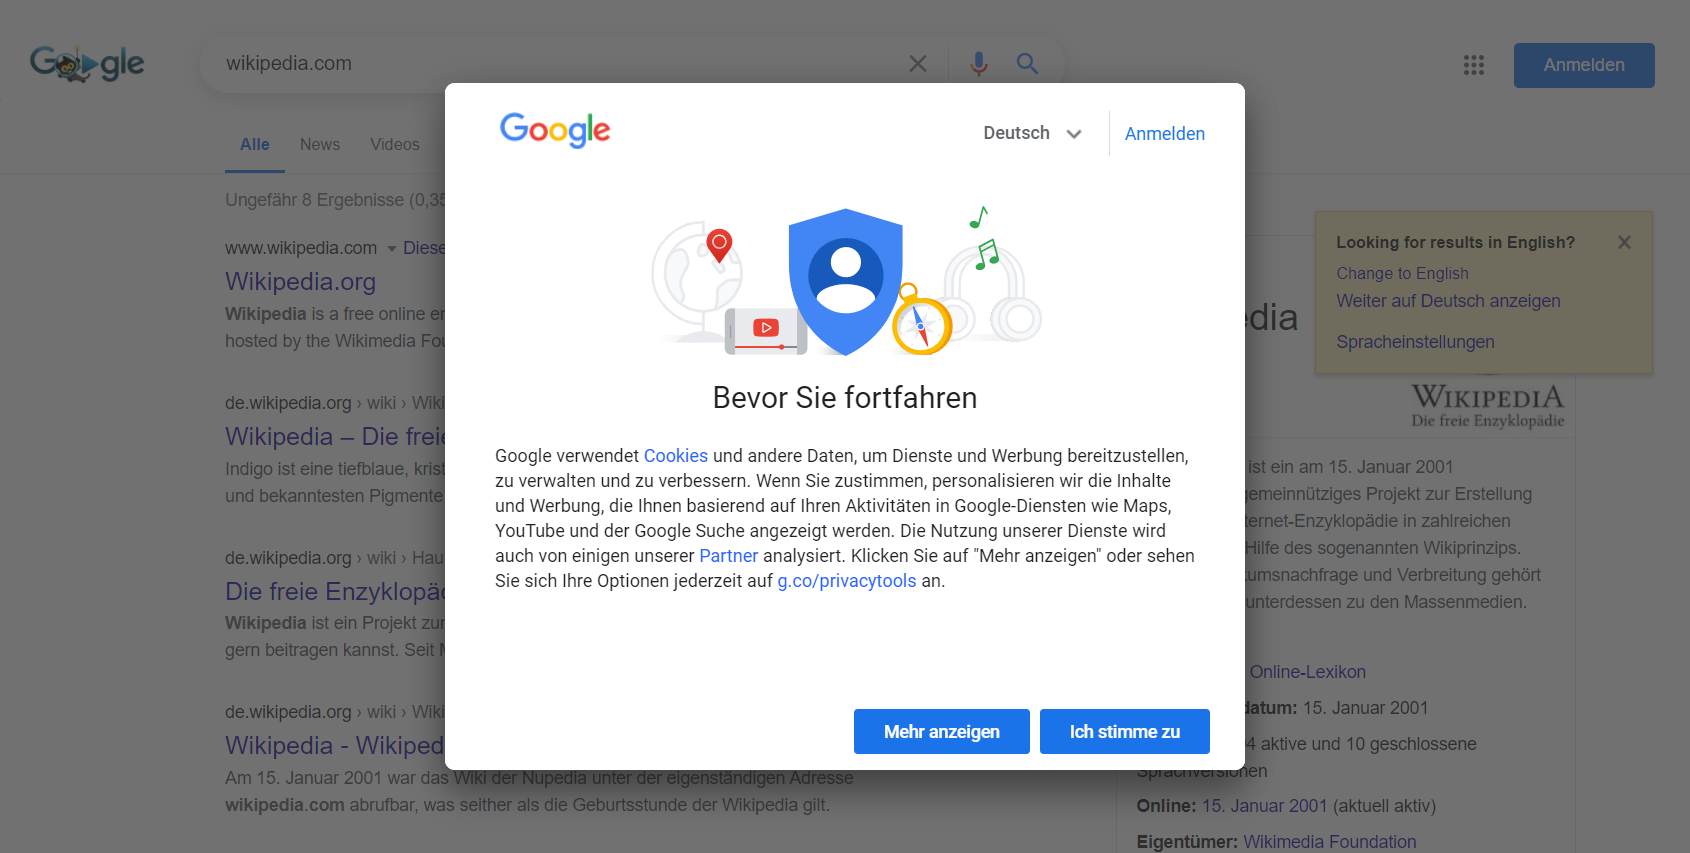 Google
wikipedia.com
Anmelden
Alle News Videos
Ungefähr 8 Ergebnisse (0,35
www.wikipedia.com Diese
Wikipedia.org
Wikipedia is a free online
hosted by the Wikimedia
de.wikipedia.org › wiki › Wiki
Wikipedia – Die freie
Indigo ist eine tiefblaue,
und bekanntesten Pigmente
de.wikipedia.org › wiki › Hau
Die freie Enzyklopäd
Wikipedia ist ein Projekt zur
gern beitragen kannst. Seit
de.wikipedia.org › wiki › Wiki
Wikipedia - Wikiped
Am 15. Januar 2001 war das Wiki der Nupedia unter der eigenständigen Adresse
wikipedia.com abrufbar, was seither als die Geburtsstunde der Wikipedia gilt.
Google
Deutsch
Anmelden
Bevor Sie fortfahren
Google verwendet Cookies und andere Daten, um Dienste und Werbung bereitzustellen,
zu verwalten und zu verbessern. Wenn Sie zustimmen, personalisieren wir die Inhalte
und Werbung, die Ihnen basierend auf Ihren Aktivitäten in Google-Diensten wie Maps,
YouTube und der Google Suche angezeigt werden. Die Nutzung unserer Dienste wird
auch von einigen unserer Partner analysiert. Klicken Sie auf "Mehr anzeigen" oder sehen
Sie sich Ihre Optionen jederzeit auf g.co/privacytools an.
Mehr anzeigen
Ich stimme zu
Looking for results in English?
Change to English
Weiter auf Deutsch anzeigen
Spracheinstellungen
edia
WIKIPEDIA
Die freie Enzyklopädie
ist ein am 15. Januar 2001
gemeinnütziges Projekt zur Erstellung
ternet-Enzyklopädie in zahlreichen
Hilfe des sogenannten Wikiprinzips.
kumsnachfrage und Verbreitung gehört
unterdessen zu den Massenmedien.
Online-Lexikon
datum: 15. Januar 2001
4 aktive und 10 geschlossene
Sprachversionen
Online: 15. Januar 2001 (aktuell aktiv)
Eigentümer: Wikimedia Foundation